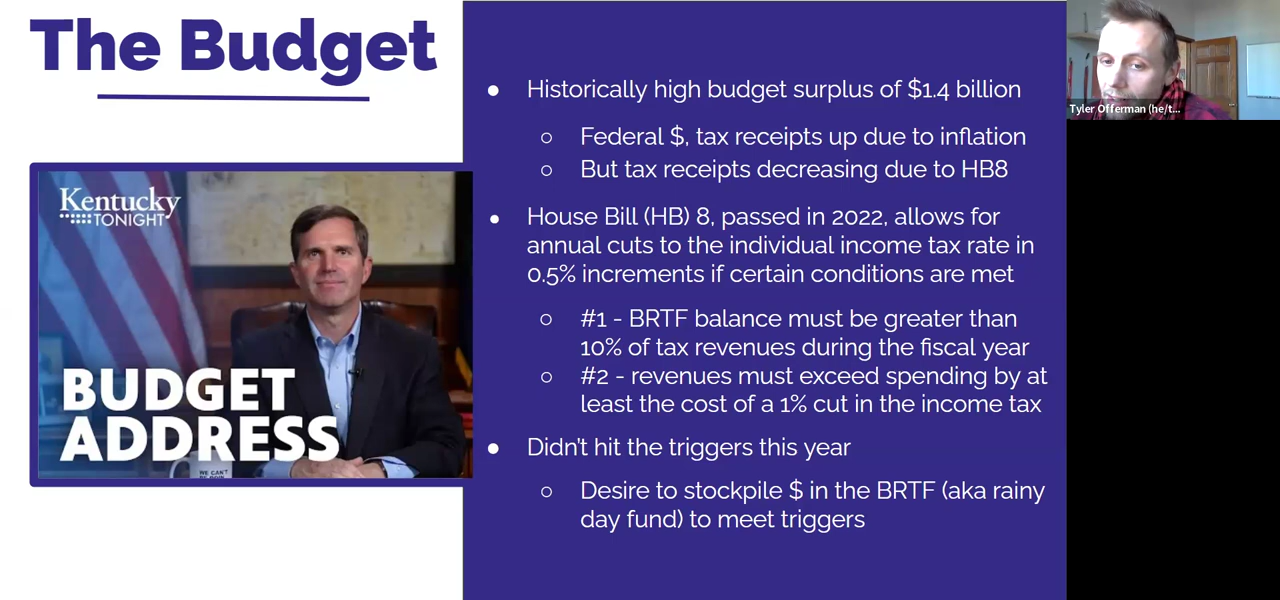 The Budget
Kentucky
TONIGHT
BUDGET
ADDRESS
WE CAN'T
Historically high budget surplus of $1.4 billion
Federal $, tax receipts up due to inflation
But tax receipts decreasing due to HB8
House Bill (HB) 8, passed in 2022, allows for
annual cuts to the individual income tax rate in
0.5% increments if certain conditions are met
#1 - BRTF balance must be greater than
10% of tax revenues during the fiscal year
#2 - revenues must exceed spending by at
least the cost of a 1% cut in the income tax
Didn't hit the triggers this year
Desire to stockpile $ in the BRTF (aka rainy
day fund) to meet triggers
Tyler Offerman (he/t...